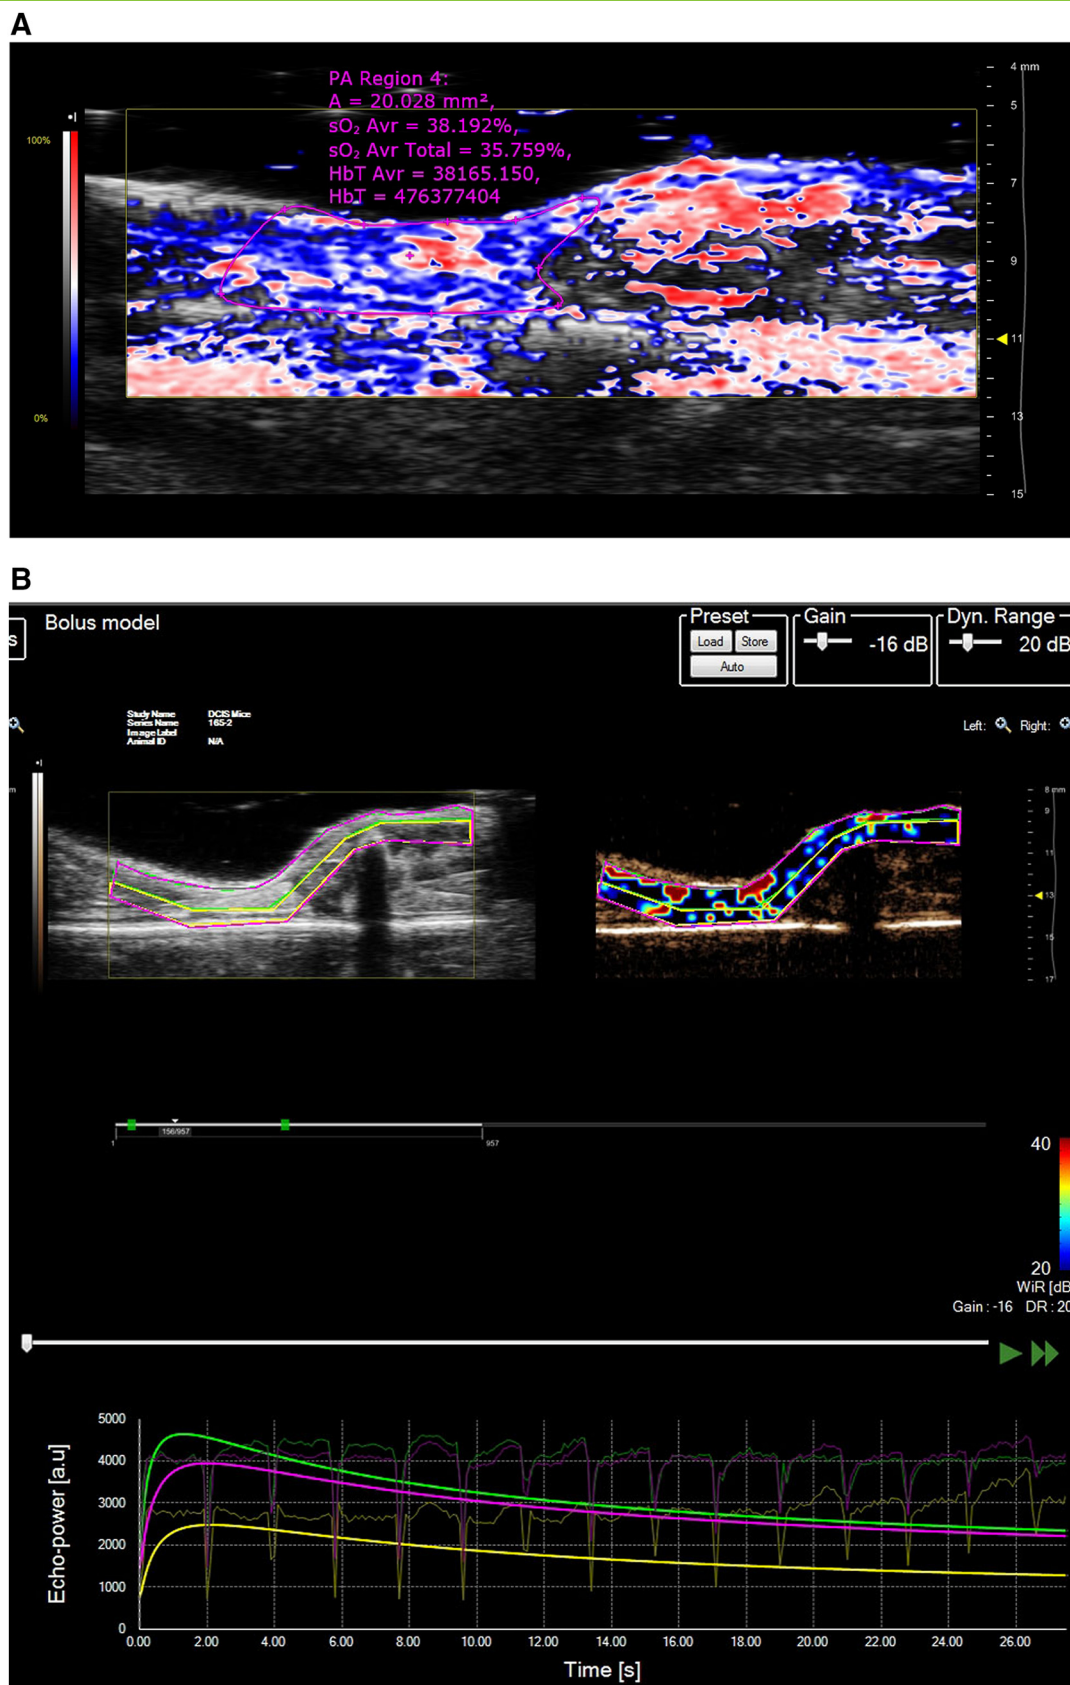 A
PA Region 4:
A = 20.028 mm²,
sO₂ Avr = 38.192%,
sO₂ Avr Total = 35.759%,
HbT Avr = 38165.150,
HbT = 476377404
100%
0%
4 mm
5
7
9
11
13
15
B
s
Bolus model
Preset
Load
Store
Auto
Gain
-16 dB
Dyn. Range
20 dB
Study Name DCIS Mice
Series Name 165-2
Image Label
Animal ID N/A
Left:
Right:
m
8 mm
9
11
13
15
17
1
156/957
957
40
20
WiR [dB
Gain : -16 DR : 20
Echo-power [a.u]
5000
4000
3000
2000
1000
0
0.00 2.00 4.00 6.00 8.00 10.00 12.00 14.00 16.00 18.00 20.00 22.00 24.00 26.00
Time [s]